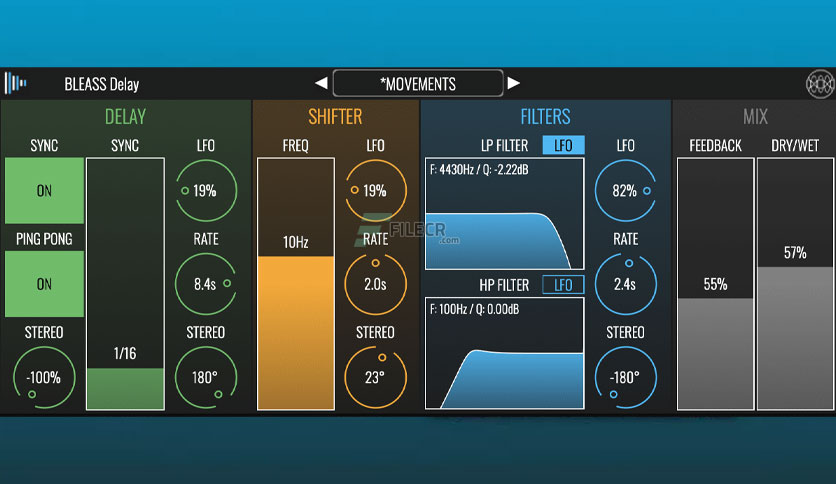 BLEASS Delay
*MOVEMENTS
DELAY
SYNC
ON
PING PONG
ON
STEREO
-100%
SYNC
1/16
LFO
19%
RATE
8.4s
STEREO
180°
SHIFTER
FREQ
10Hz
LFO
19%
RATE
2.0s
STEREO
23°
FILTERS
LP FILTER LFO
F: 4430Hz / Q: -2.22dB
HP FILTER LFO
F: 100Hz / Q: 0.00dB
LFO
82%
RATE
2.4s
STEREO
-180°
MIX
FEEDBACK
55%
DRY/WET
57%
FILECR
.com